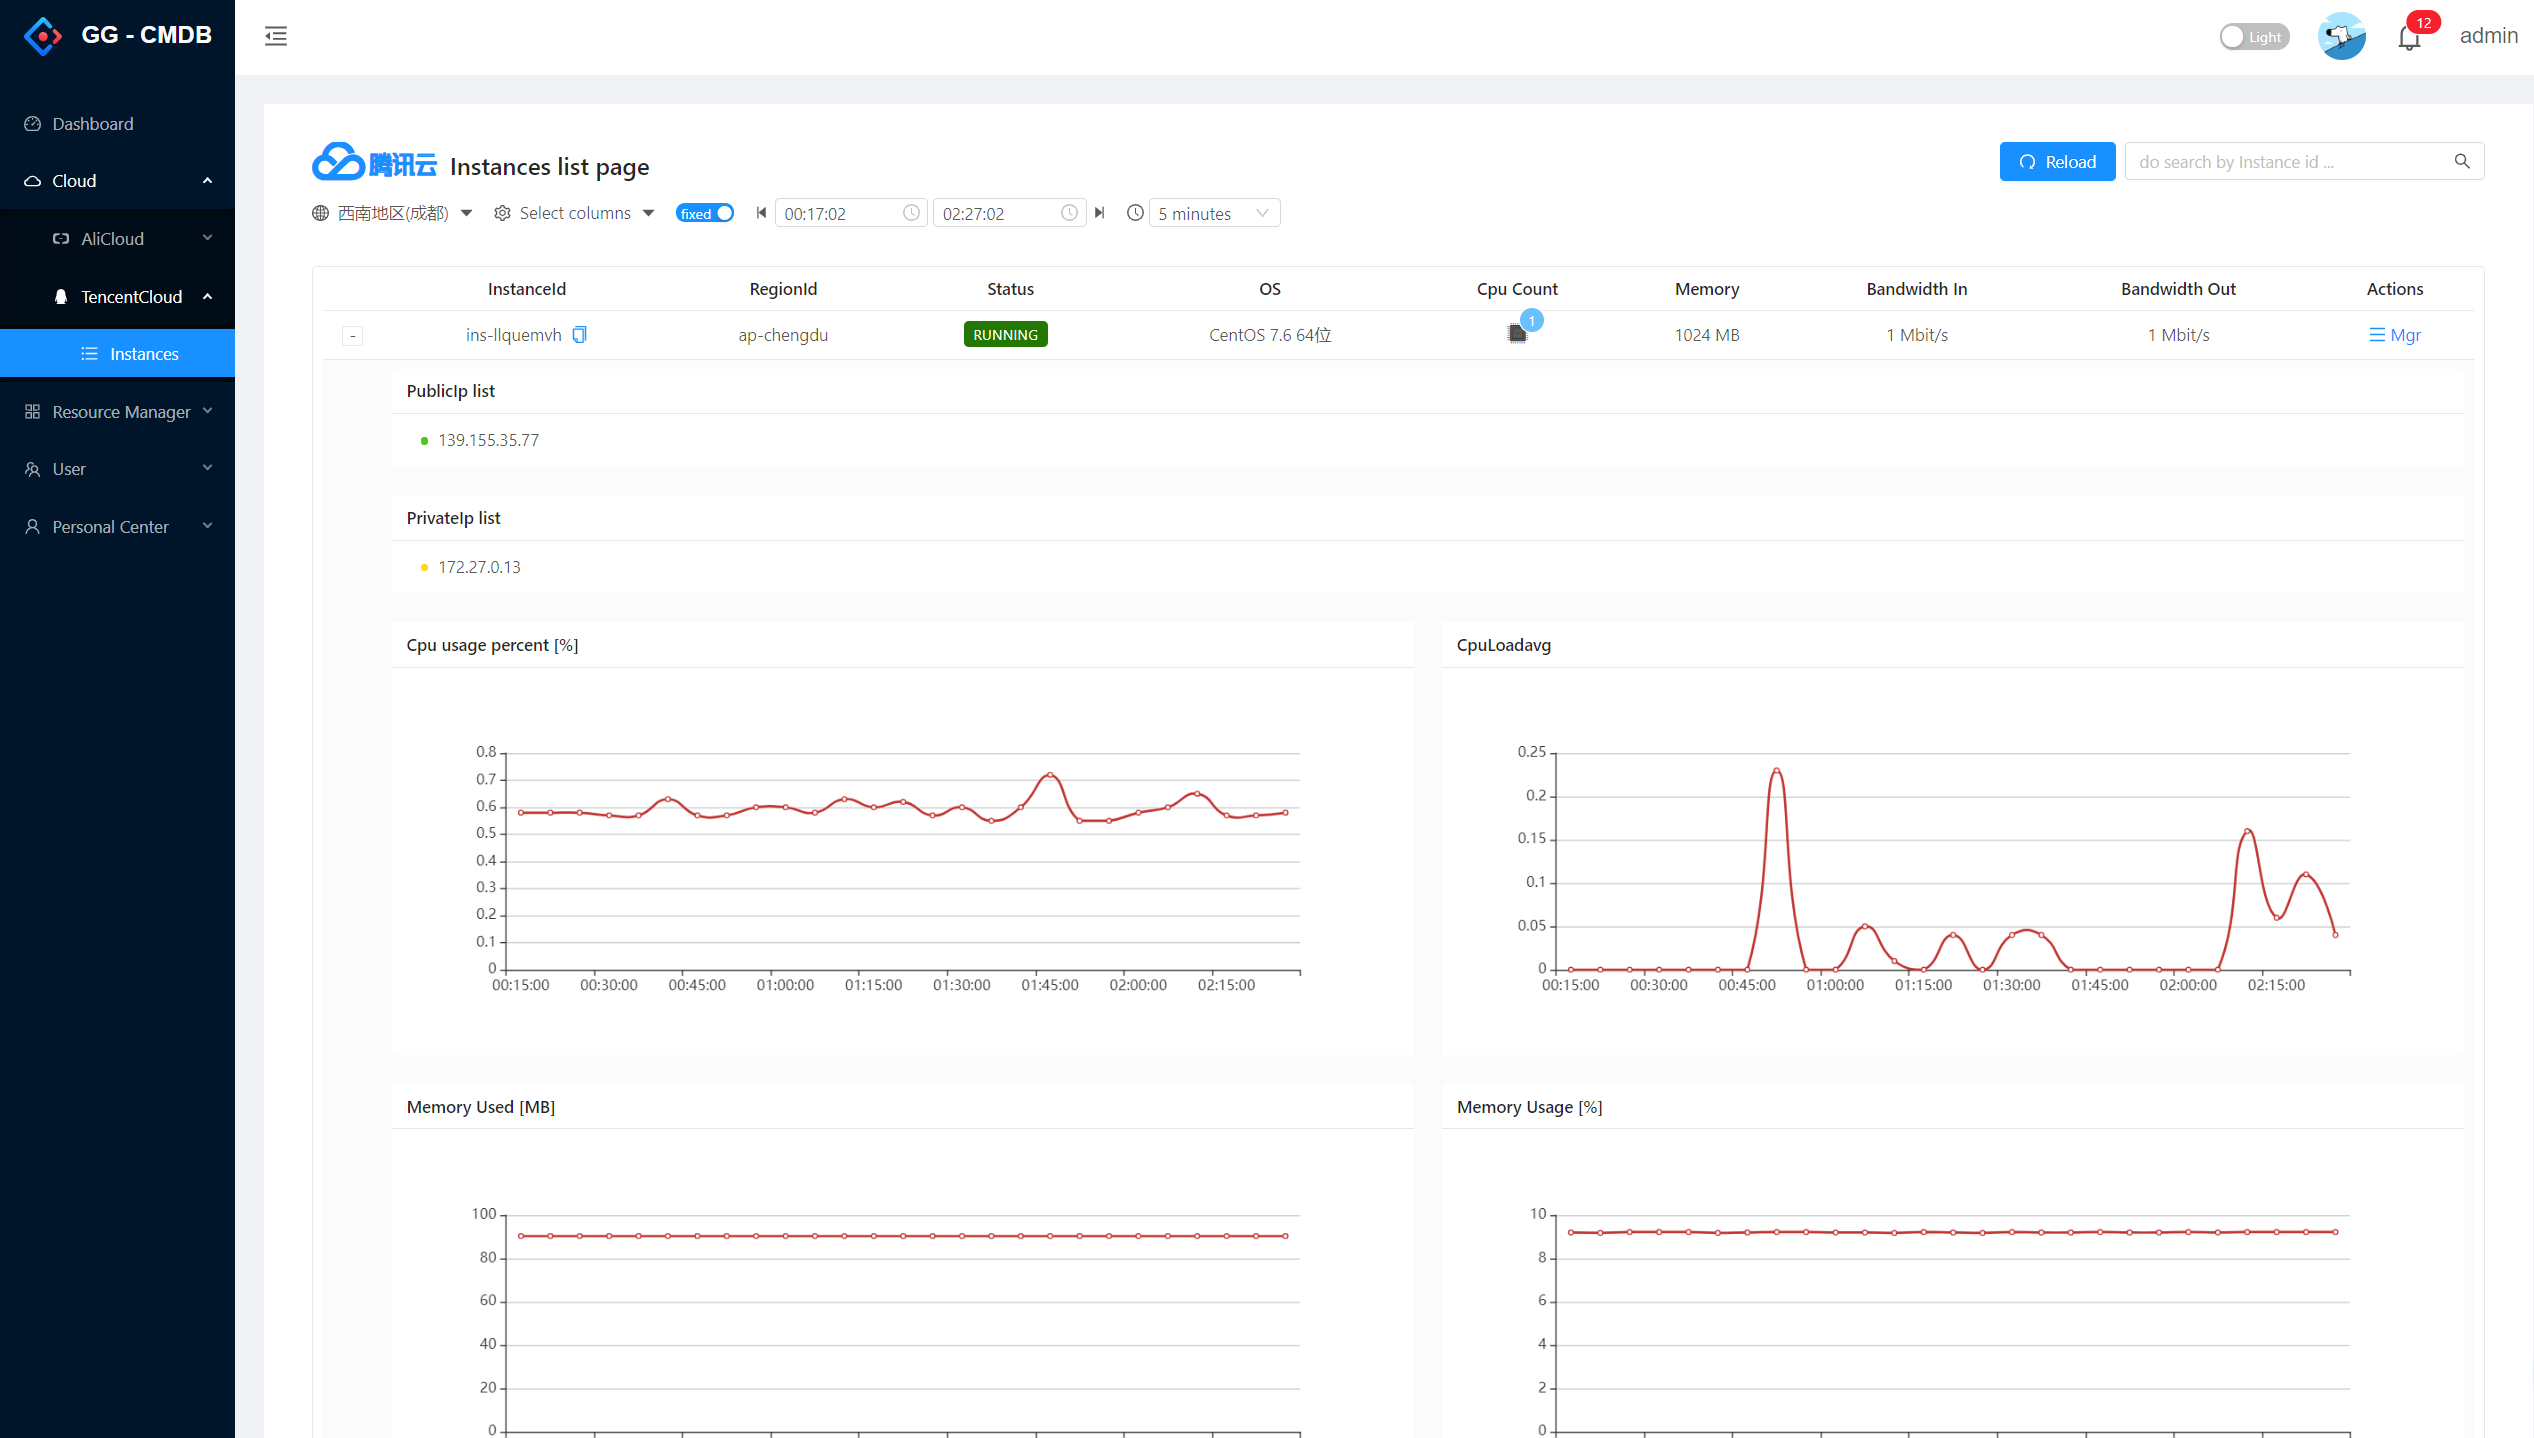 GG - CMDB
Light
12
admin
Dashboard
Cloud
AliCloud
TencentCloud
Instances
Resource Manager
User
Personal Center
腾讯云 Instances list page
Reload
do search by Instance id ...
西南地区(成都)
Select columns
fixed
00:17:02
02:27:02
5 minutes
InstanceId RegionId Status OS Cpu Count Memory Bandwidth In Bandwidth Out Actions
- ins-llquemvh ap-chengdu RUNNING CentOS 7.6 64位 1 1024 MB 1 Mbit/s 1 Mbit/s Mgr
PublicIp list
139.155.35.77
PrivateIp list
172.27.0.13
Cpu usage percent [%]
0.8
0.7
0.6
0.5
0.4
0.3
0.2
0.1
0
00:15:00 00:30:00 00:45:00 01:00:00 01:15:00 01:30:00 01:45:00 02:00:00 02:15:00
CpuLoadavg
0.25
0.2
0.15
0.1
0.05
0
00:15:00 00:30:00 00:45:00 01:00:00 01:15:00 01:30:00 01:45:00 02:00:00 02:15:00
Memory Used [MB]
100
80
60
40
20
0
Memory Usage [%]
10
8
6
4
2
0